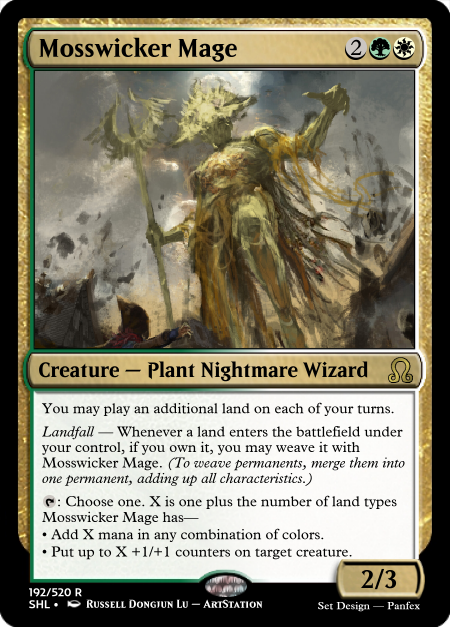 Mosswicker Mage 2
Creature — Plant Nightmare Wizard
You may play an additional land on each of your turns.
Landfall — Whenever a land enters the battlefield under
your control, if you own it, you may weave it with
Mosswicker Mage. (To weave permanents, merge them into
one permanent, adding up all characteristics.)
: Choose one. X is one plus the number of land types
Mosswicker Mage has—
• Add X mana in any combination of colors.
• Put up to X +1/+1 counters on target creature.
2/3
192/520 R
SHL • Russell Dongjun Lu — ArtStation
Set Design — Panfex